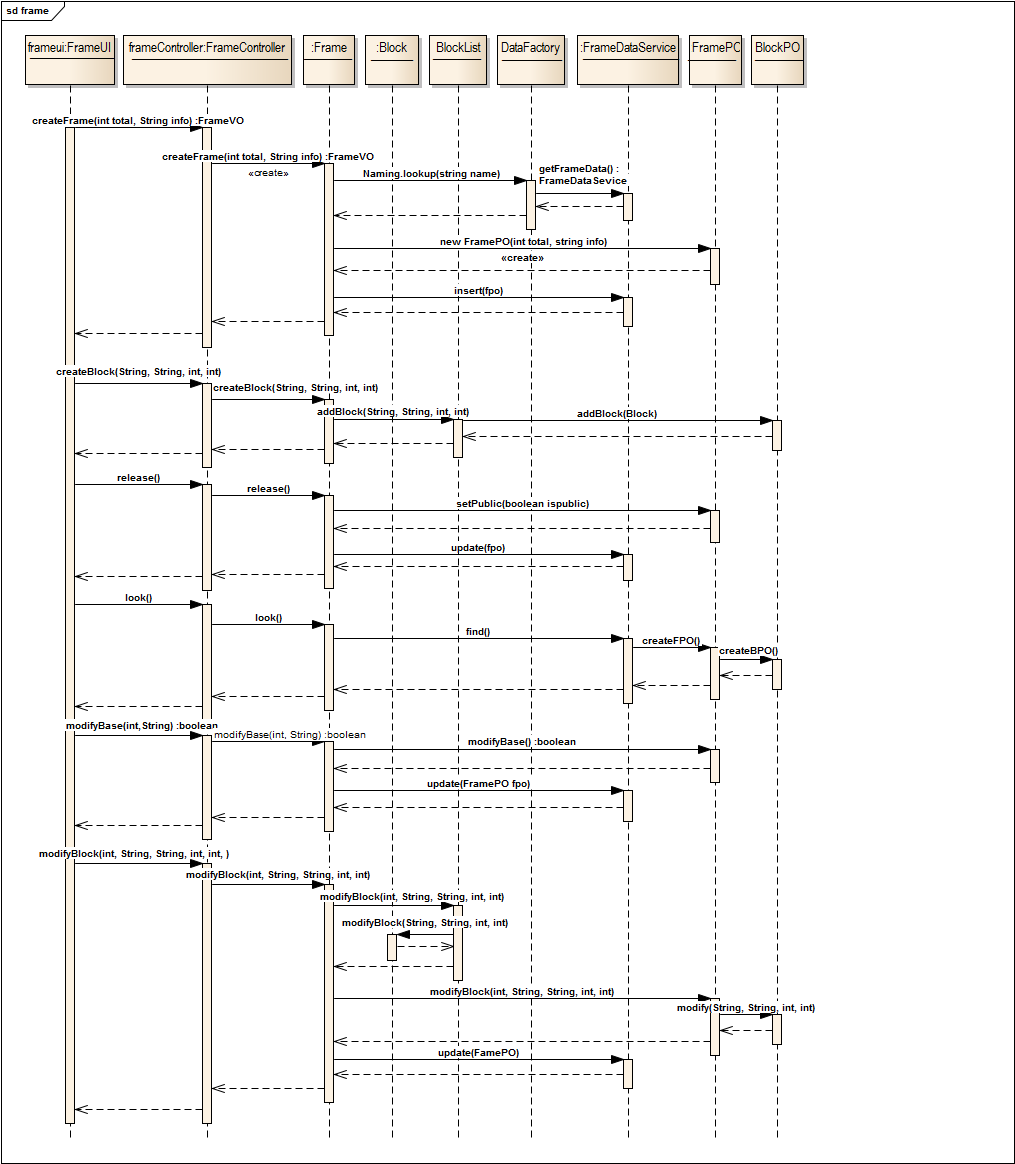 sd frame
frameui:FrameUI
frameController:FrameController
:Frame
:Block
BlockList
DataFactory
:FrameDataService
FramePO
BlockPO
createFrame(int total, String info) :FrameVO
createFrame(int total, String info) :FrameVO
«create»
Naming.lookup(string name)
getFrameData() :
FrameDataSevice
new FramePO(int total, string info)
«create»
insert(fpo)
createBlock(String, String, int, int)
createBlock(String, String, int, int)
addBlock(String, String, int, int)
addBlock(Block)
release()
release()
setPublic(boolean ispublic)
update(fpo)
look()
look()
find()
createFPO()
createBPO()
modifyBase(int,String) :boolean
modifyBase(int, String) :boolean
modifyBase() :boolean
update(FramePO fpo)
modifyBlock(int, String, String, int, int, )
modifyBlock(int, String, String, int, int)
modifyBlock(int, String, String, int, int)
modifyBlock(String, String, int, int)
modifyBlock(int, String, String, int, int)
modify(String, String, int, int)
update(FamePO)